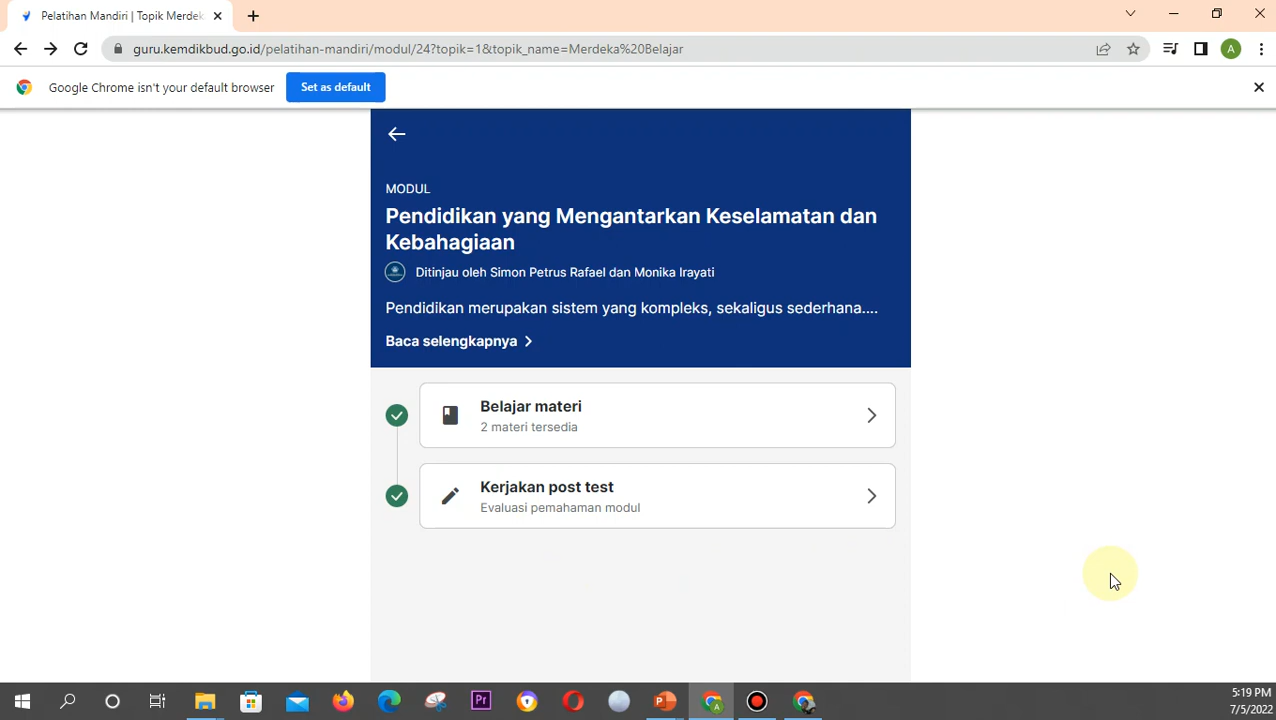 Pelatihan Mandiri | Topik Merdek
guru.kemdikbud.go.id/pelatihan-mandiri/modul/24?topik=1&topik_name=Merdeka%20Belajar
A
Google Chrome isn't your default browser
Set as default
MODUL
Pendidikan yang Mengantarkan Keselamatan dan
Kebahagiaan
Ditinjau oleh Simon Petrus Rafael dan Monika Irayati
Pendidikan merupakan sistem yang kompleks, sekaligus sederhana....
Baca selengkapnya
Belajar materi
2 materi tersedia
Kerjakan post test
Evaluasi pemahaman modul
Pr
A
5:19 PM
7/5/2022